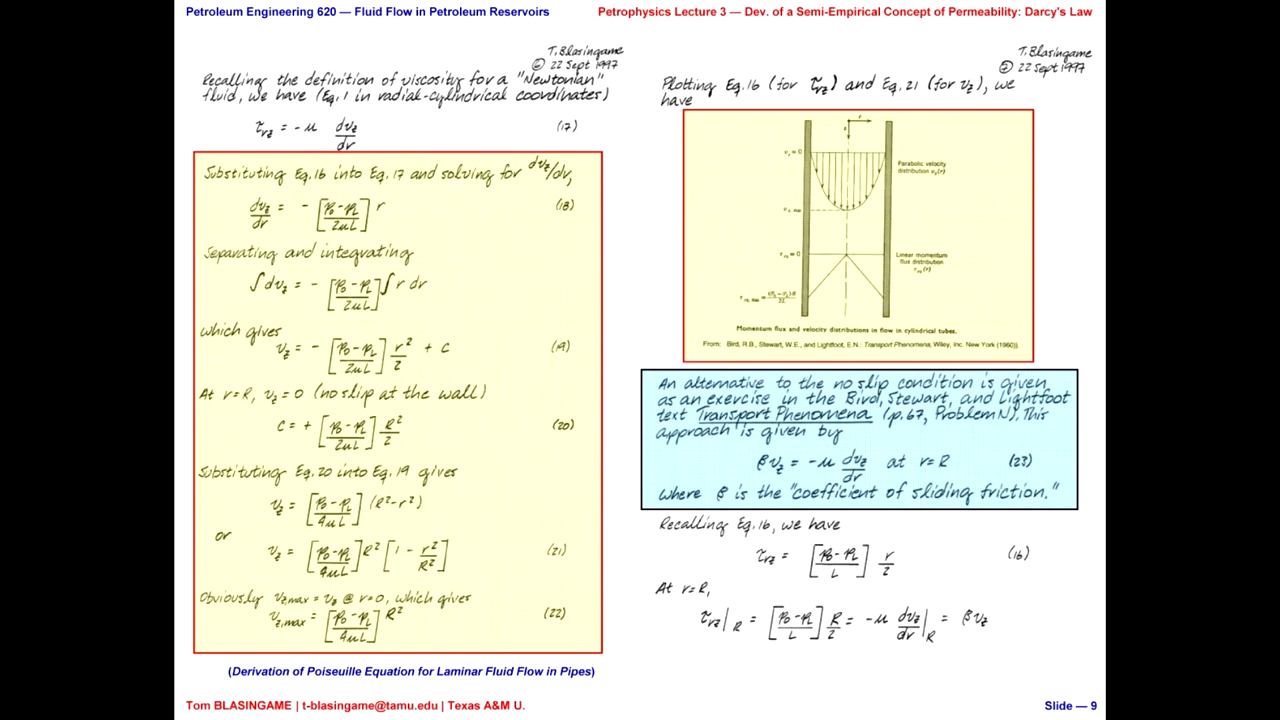 Petroleum Engineering 620 — Fluid Flow in Petroleum Reservoirs
Petrophysics Lecture 3 — Dev. of a Semi-Empirical Concept of Permeability: Darcy's Law
T. Blasingame
© 22 Sept 1997
Recalling the definition of viscosity for a "Newtonian"
fluid, we have (Eq. 1 in radial-cylindrical coordinates)
τrz = -μ dvz/dr (17)
Substituting Eq. 16 into Eq. 17 and solving for dvz/dr,
dvz/dr = - [p0-pL/2μL] r (18)
Separating and integrating
∫dvz = - [p0-pL/2μL] ∫ r dr
which gives
vz = - [p0-pL/2μL] r²/2 + C (19)
At r=R, vz=0 (no slip at the wall)
C = + [p0-pL/2μL] R²/2 (20)
Substituting Eq. 20 into Eq. 19 gives
vz = [p0-pL/4μL] (R²-r²)
or
vz = [p0-pL/4μL] R² [1 - r²/R²] (21)
Obviously vz,max = vz @ r=0, which gives
vz,max = [p0-pL/4μL] R² (22)
(Derivation of Poiseuille Equation for Laminar Fluid Flow in Pipes)
T. Blasingame
© 22 Sept 1997
Plotting Eq. 16 (for τrz) and Eq. 21 (for vz), we
have
r
z
vz = 0
Parabolic velocity
distribution vz(r)
vz, max
τrz = 0
Linear momentum
flux distribution
τrz(r)
Momentum flux and velocity distributions in flow in cylindrical tubes.
From: Bird, R.B., Stewart, W.E., and Lightfoot, E.N.: Transport Phenomena, Wiley, Inc. New York (1960)).
An alternative to the no slip condition is given
as an exercise in the Bird, Stewart, and Lightfoot
text Transport Phenomena (p. 67, Problem N). This
approach is given by
βvz = -μ dvz/dr at r=R (23)
where β is the "coefficient of sliding friction."
Recalling Eq. 16, we have
τrz = [p0-pL/L] r/2 (16)
At r=R,
τrz|R = [p0-pL/L] R/2 = -μ dvz/dr|R = βvz
Tom BLASINGAME | t-blasingame@tamu.edu | Texas A&M U.
Slide — 9